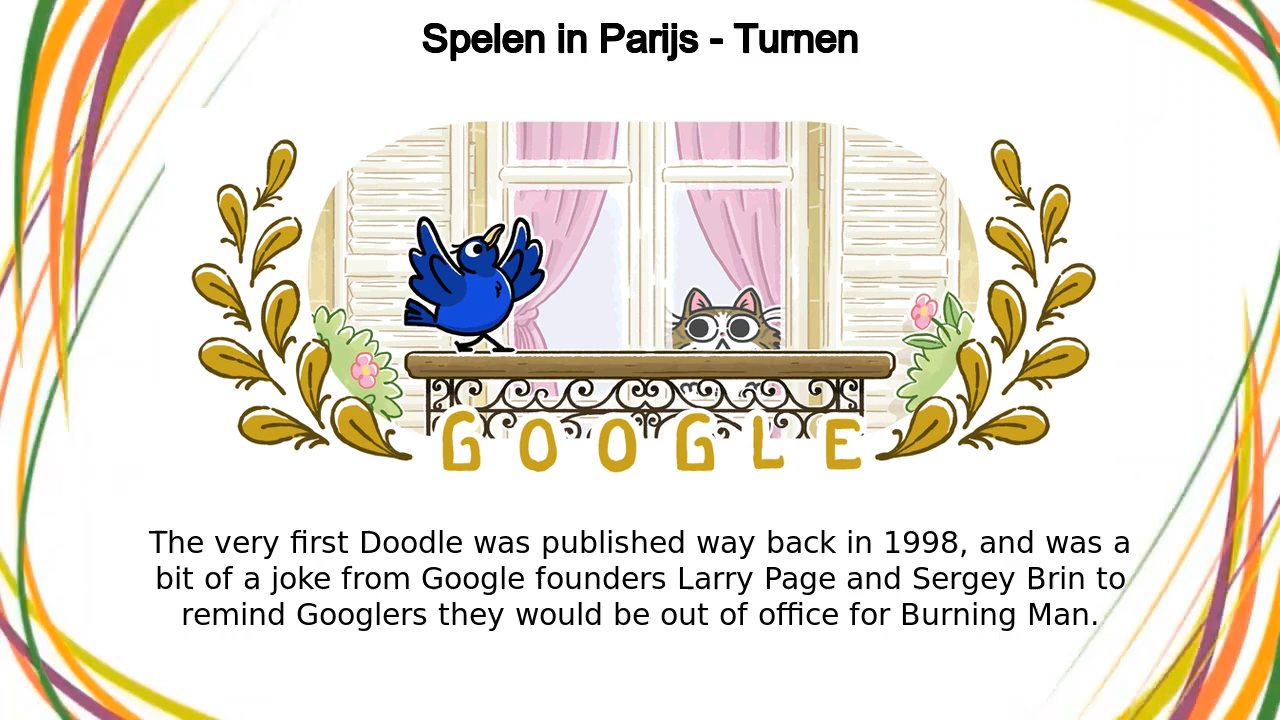 Spelen in Parijs - Turnen
GOOGLE
The very first Doodle was published way back in 1998, and was a
bit of a joke from Google founders Larry Page and Sergey Brin to
remind Googlers they would be out of office for Burning Man.